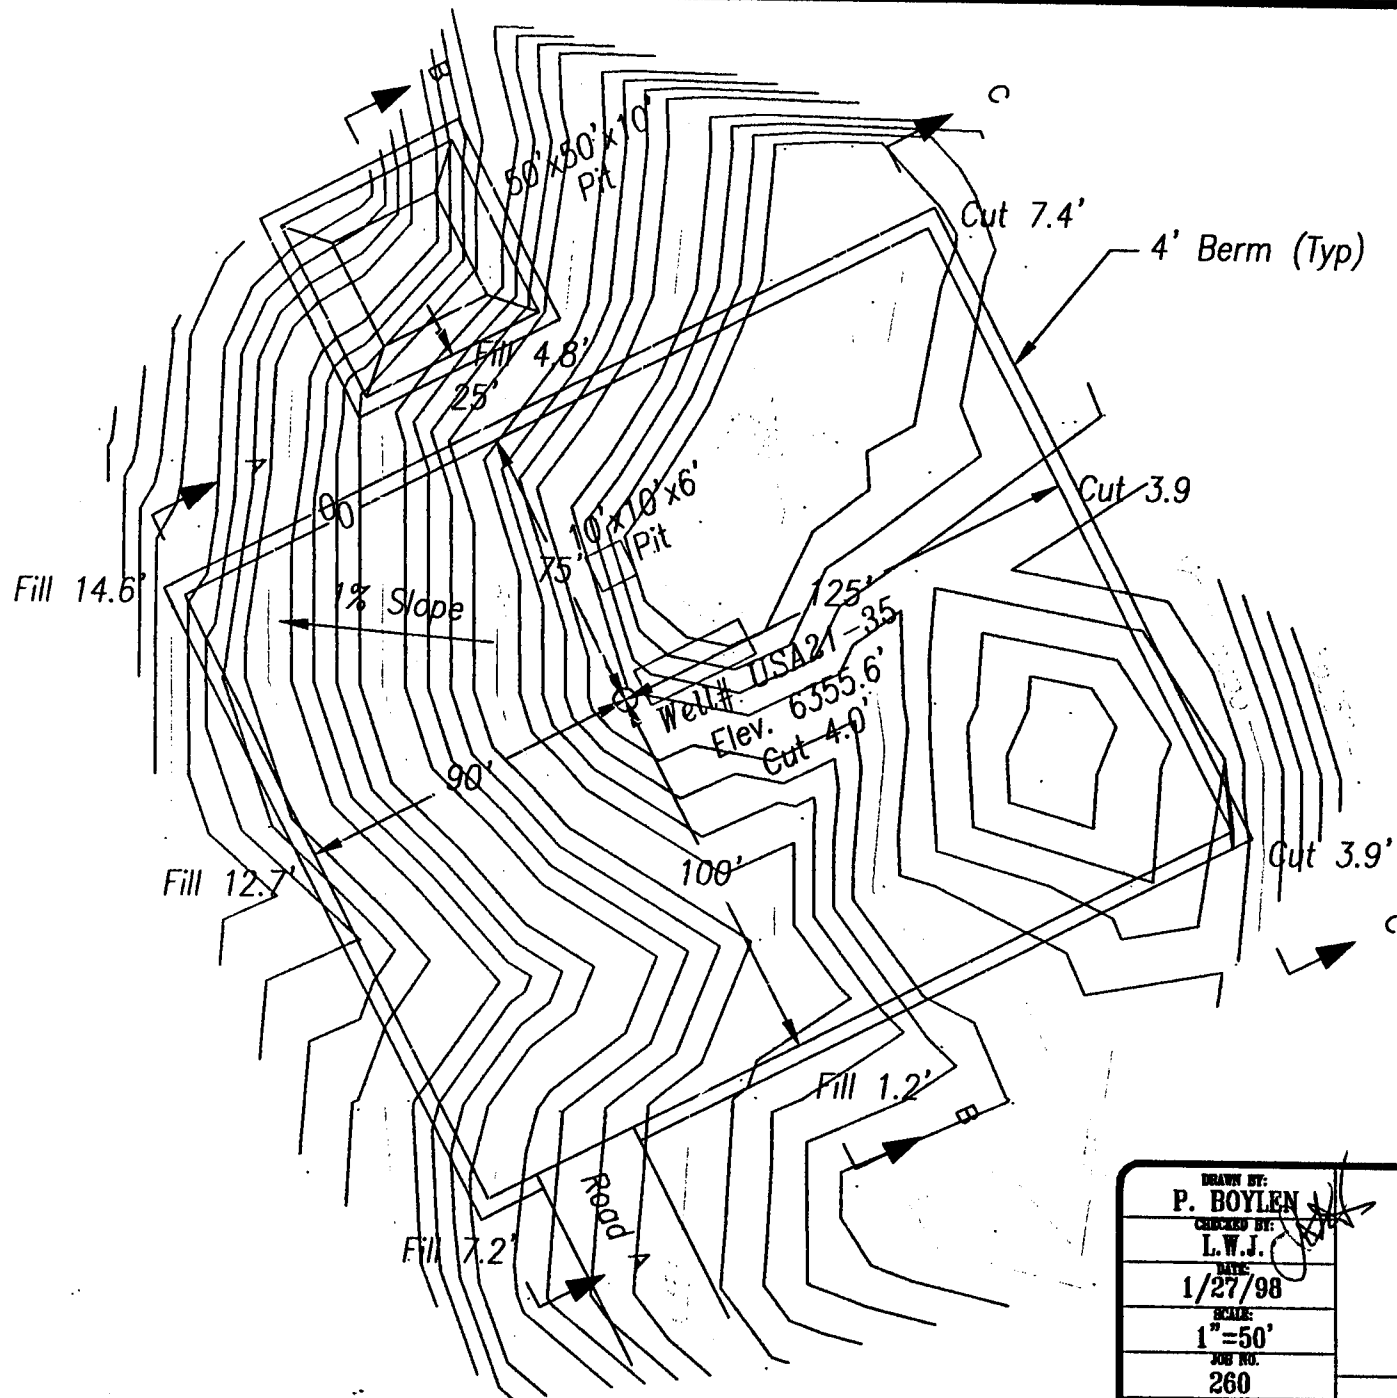 B
C
50'x50'x10'
Pit
Cut 7.4'
4' Berm (Typ)
Fill 4.8'
25'
A
Cut 3.9
10'x10'x6'
Pit
75'
Fill 14.6'
1% Slope
125'
Well# USA21-35
Elev. 6355.6'
Cut 4.0'
90'
100'
Fill 12.7'
Cut 3.9'
C
Fill 1.2'
B
Road
A
Fill 7.2'
DRAWN BY:
P. BOYLEN
CHECKED BY:
L.W.J.
DATE:
1/27/98
SCALE:
1"=50'
JOB NO.
260